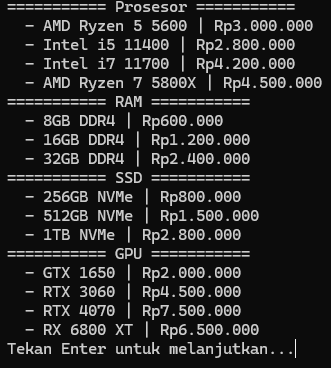 =========== Prosesor ===========
- AMD Ryzen 5 5600 | Rp3.000.000
- Intel i5 11400 | Rp2.800.000
- Intel i7 11700 | Rp4.200.000
- AMD Ryzen 7 5800X | Rp4.500.000
=========== RAM ===========
- 8GB DDR4 | Rp600.000
- 16GB DDR4 | Rp1.200.000
- 32GB DDR4 | Rp2.400.000
=========== SSD ===========
- 256GB NVMe | Rp800.000
- 512GB NVMe | Rp1.500.000
- 1TB NVMe | Rp2.800.000
=========== GPU ===========
- GTX 1650 | Rp2.000.000
- RTX 3060 | Rp4.500.000
- RTX 4070 | Rp7.500.000
- RX 6800 XT | Rp6.500.000
Tekan Enter untuk melanjutkan...